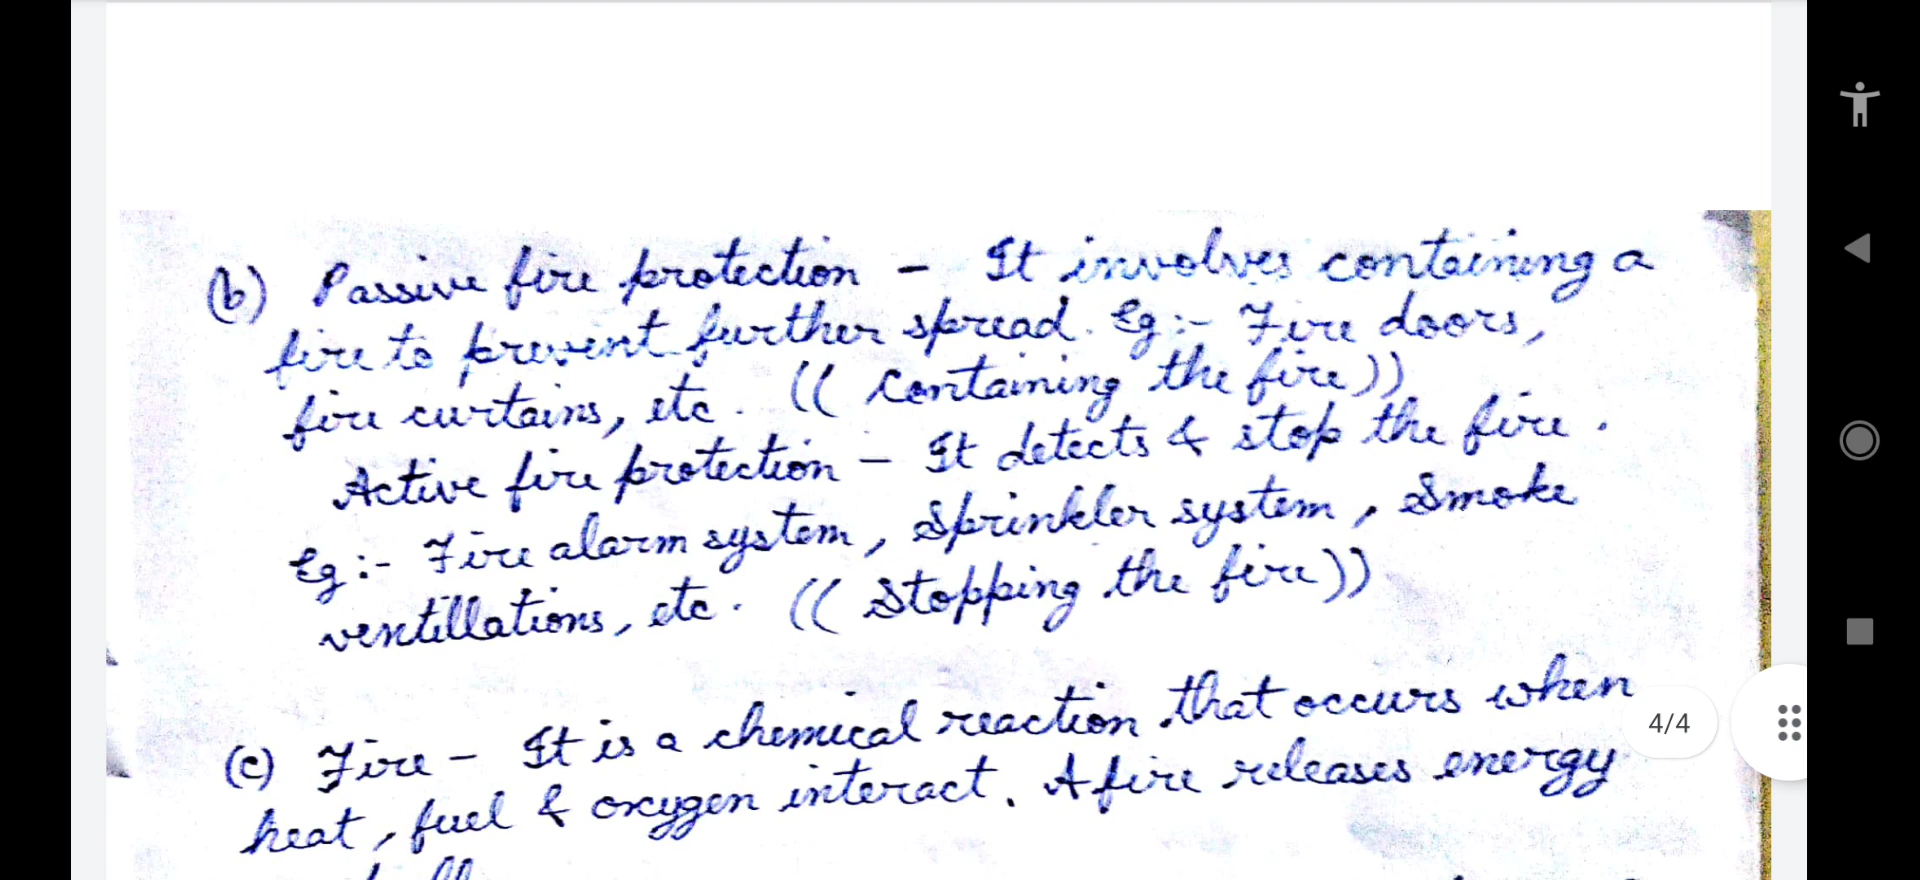 (b) Passive fire protection - It involves containing a
fire to prevent further spread. Eg :- Fire doors,
fire curtains, etc. (( Containing the fire))
Active fire protection - It detects & stop the fire.
Eg :- Fire alarm system, Sprinkler system, Smoke
ventillations, etc. (( Stopping the fire))
(c) Fire - It is a chemical reaction that occurs when
heat, fuel & oxygen interact. A fire releases energy
4/4